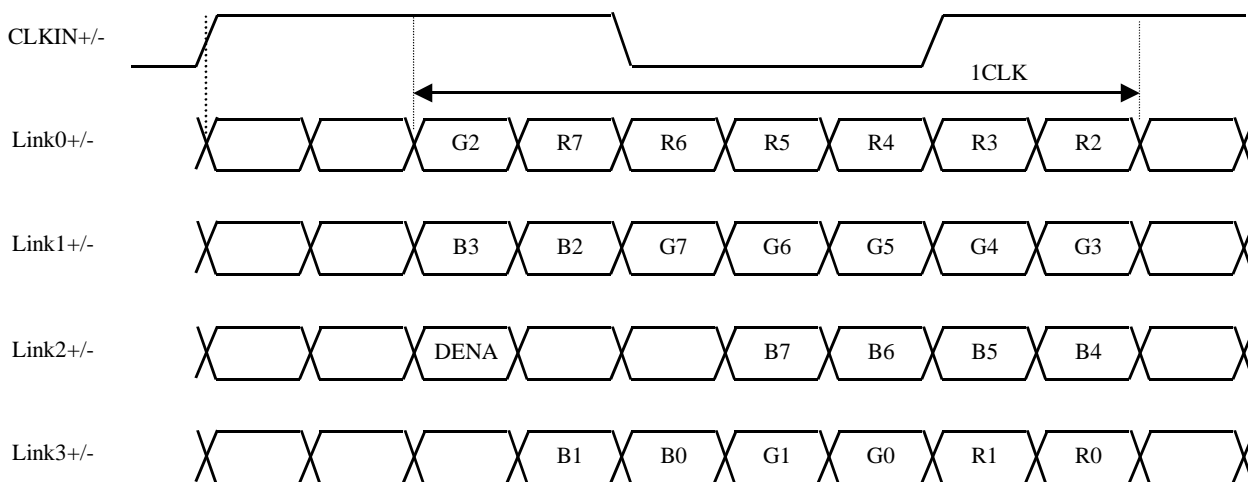 CLKIN+/-
1CLK
Link0+/- G2 R7 R6 R5 R4 R3 R2
Link1+/- B3 B2 G7 G6 G5 G4 G3
Link2+/- DENA B7 B6 B5 B4
Link3+/- B1 B0 G1 G0 R1 R0